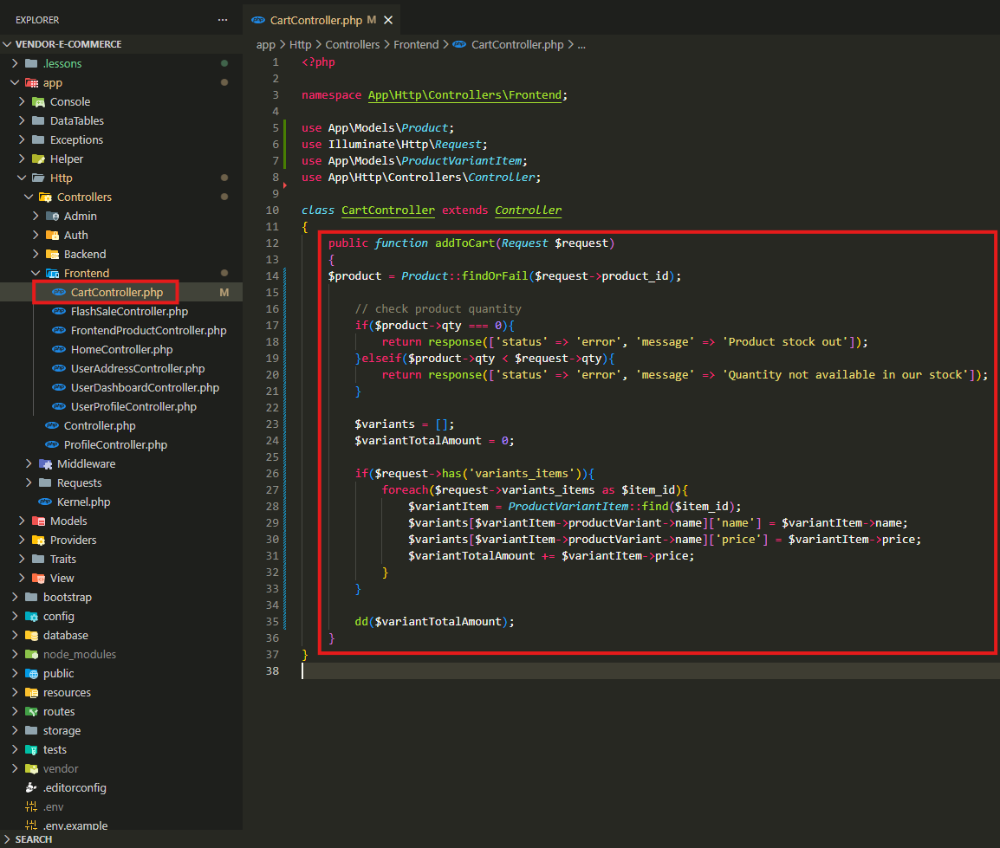 EXPLORER
...
VENDOR-E-COMMERCE
.lessons
app
Console
DataTables
Exceptions
Helper
Http
Controllers
Admin
Auth
Backend
Frontend
CartController.php M
FlashSaleController.php
FrontendProductController.php
HomeController.php
UserAddressController.php
UserDashboardController.php
UserProfileController.php
Controller.php
ProfileController.php
Middleware
Requests
Kernel.php
Models
Providers
Traits
View
bootstrap
config
database
node_modules
public
resources
routes
storage
tests
vendor
.editorconfig
.env
.env.example
SEARCH
php CartController.php M
app > Http > Controllers > Frontend > php CartController.php > ...
1 <?php
2
3 namespace App\Http\Controllers\Frontend;
4
5 use App\Models\Product;
6 use Illuminate\Http\Request;
7 use App\Models\ProductVariantItem;
8 use App\Http\Controllers\Controller;
9
10 class CartController extends Controller
11 {
12 public function addToCart(Request $request)
13 {
14 $product = Product::findOrFail($request->product_id);
15
16 // check product quantity
17 if($product->qty === 0){
18 return response(['status' => 'error', 'message' => 'Product stock out']);
19 }elseif($product->qty < $request->qty){
20 return response(['status' => 'error', 'message' => 'Quantity not available in our stock']);
21 }
22
23 $variants = [];
24 $variantTotalAmount = 0;
25
26 if($request->has('variants_items')){
27 foreach($request->variants_items as $item_id){
28 $variantItem = ProductVariantItem::find($item_id);
29 $variants[$variantItem->productVariant->name]['name'] = $variantItem->name;
30 $variants[$variantItem->productVariant->name]['price'] = $variantItem->price;
31 $variantTotalAmount += $variantItem->price;
32 }
33 }
34
35 dd($variantTotalAmount);
36 }
37 }
38